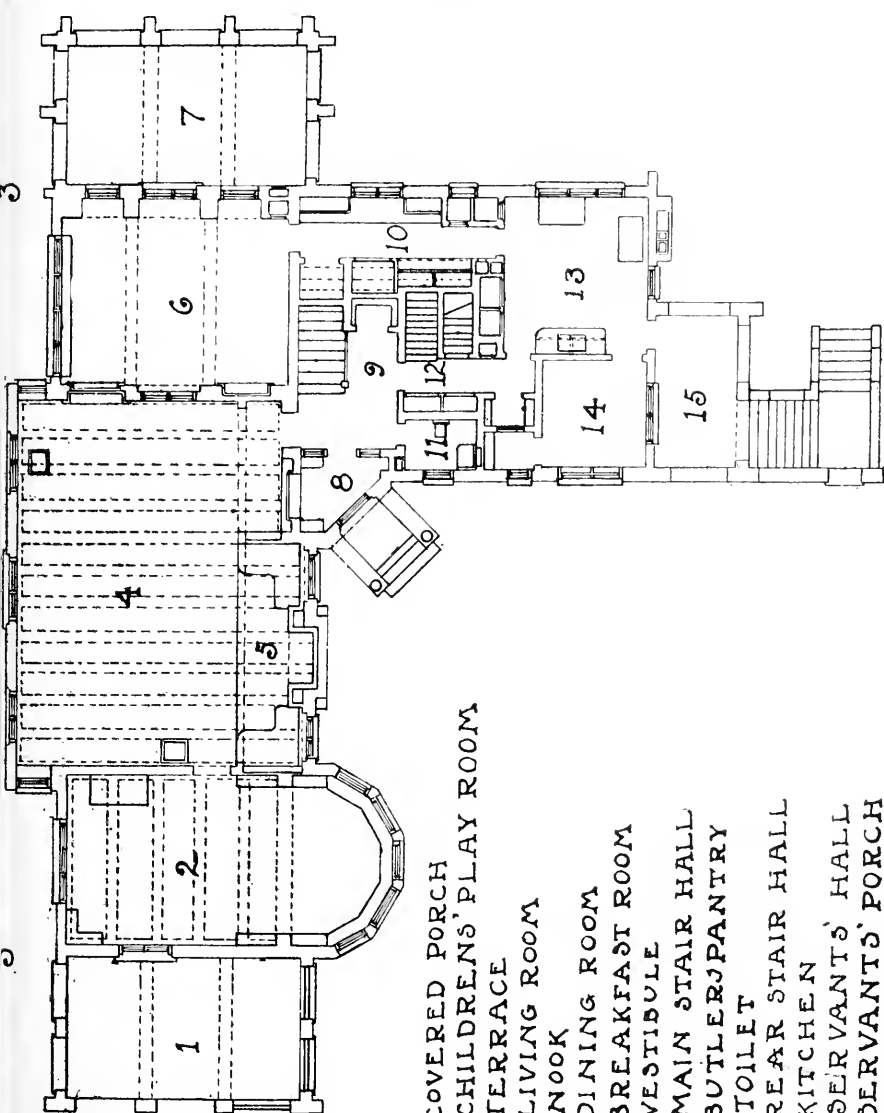 3
7
6
10
13
9
12
4
8
11
14
15
5
2
1
COVERED PORCH
CHILDRENS' PLAY ROOM
TERRACE
LIVING ROOM
NOOK
DINING ROOM
BREAKFAST ROOM
VESTIBULE
MAIN STAIR HALL
BUTLERS PANTRY
TOILET
REAR STAIR HALL
KITCHEN
SERVANTS' HALL
SERVANTS' PORCH